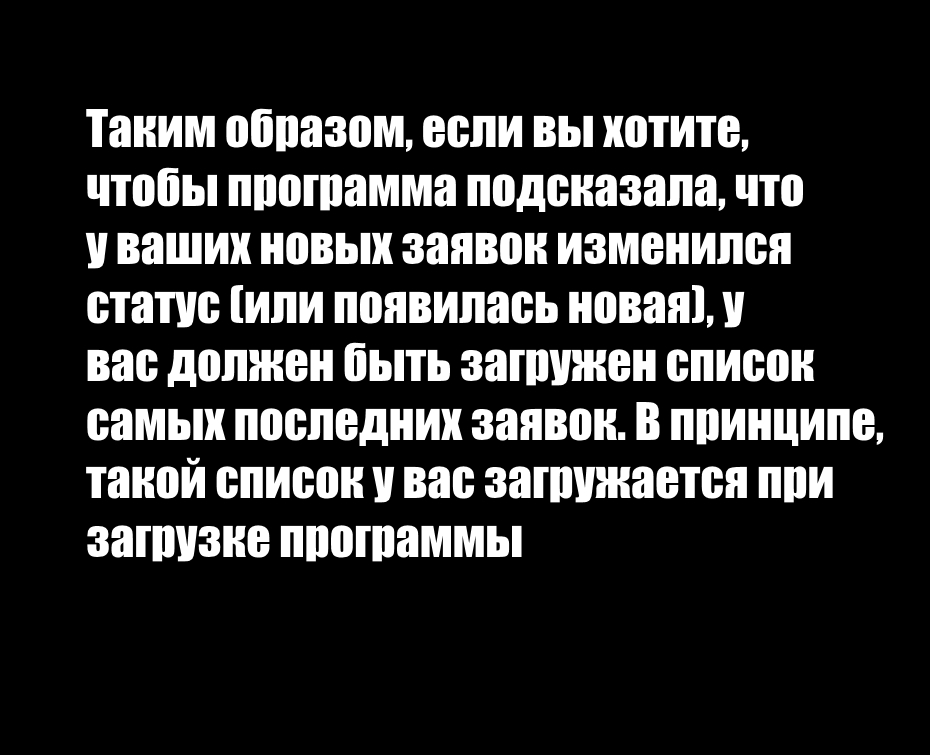 Таким образом, если вы хотите,
чтобы программа подсказала, что
у ваших новых заявок изменился
статус (или появилась новая), у
вас должен быть загружен список
самых последних заявок. В принципе,
такой список у вас загружается при
загрузке программы